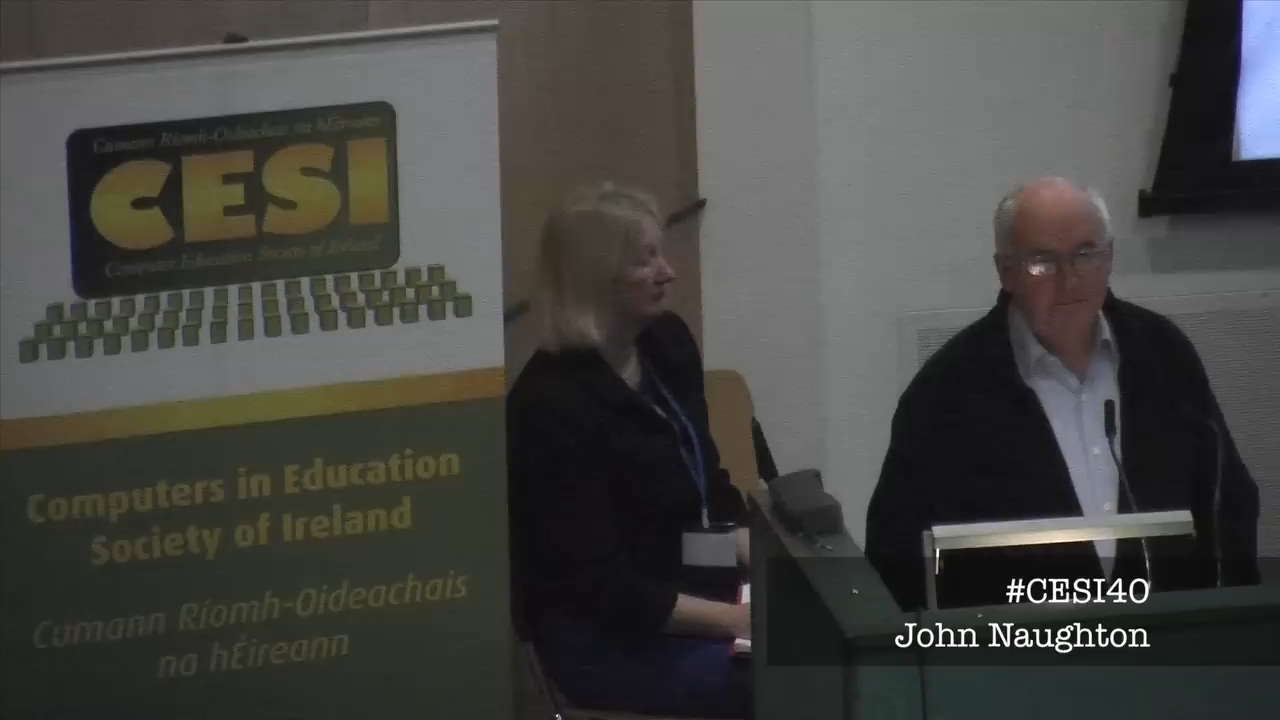 Cumann Ríomh-Oideachais na hÉireann
CESI
Computer Education Society of Ireland
Computers in Education
Society of Ireland
Cumann Ríomh-Oideachais
na hÉireann
#CESI40
John Naughton